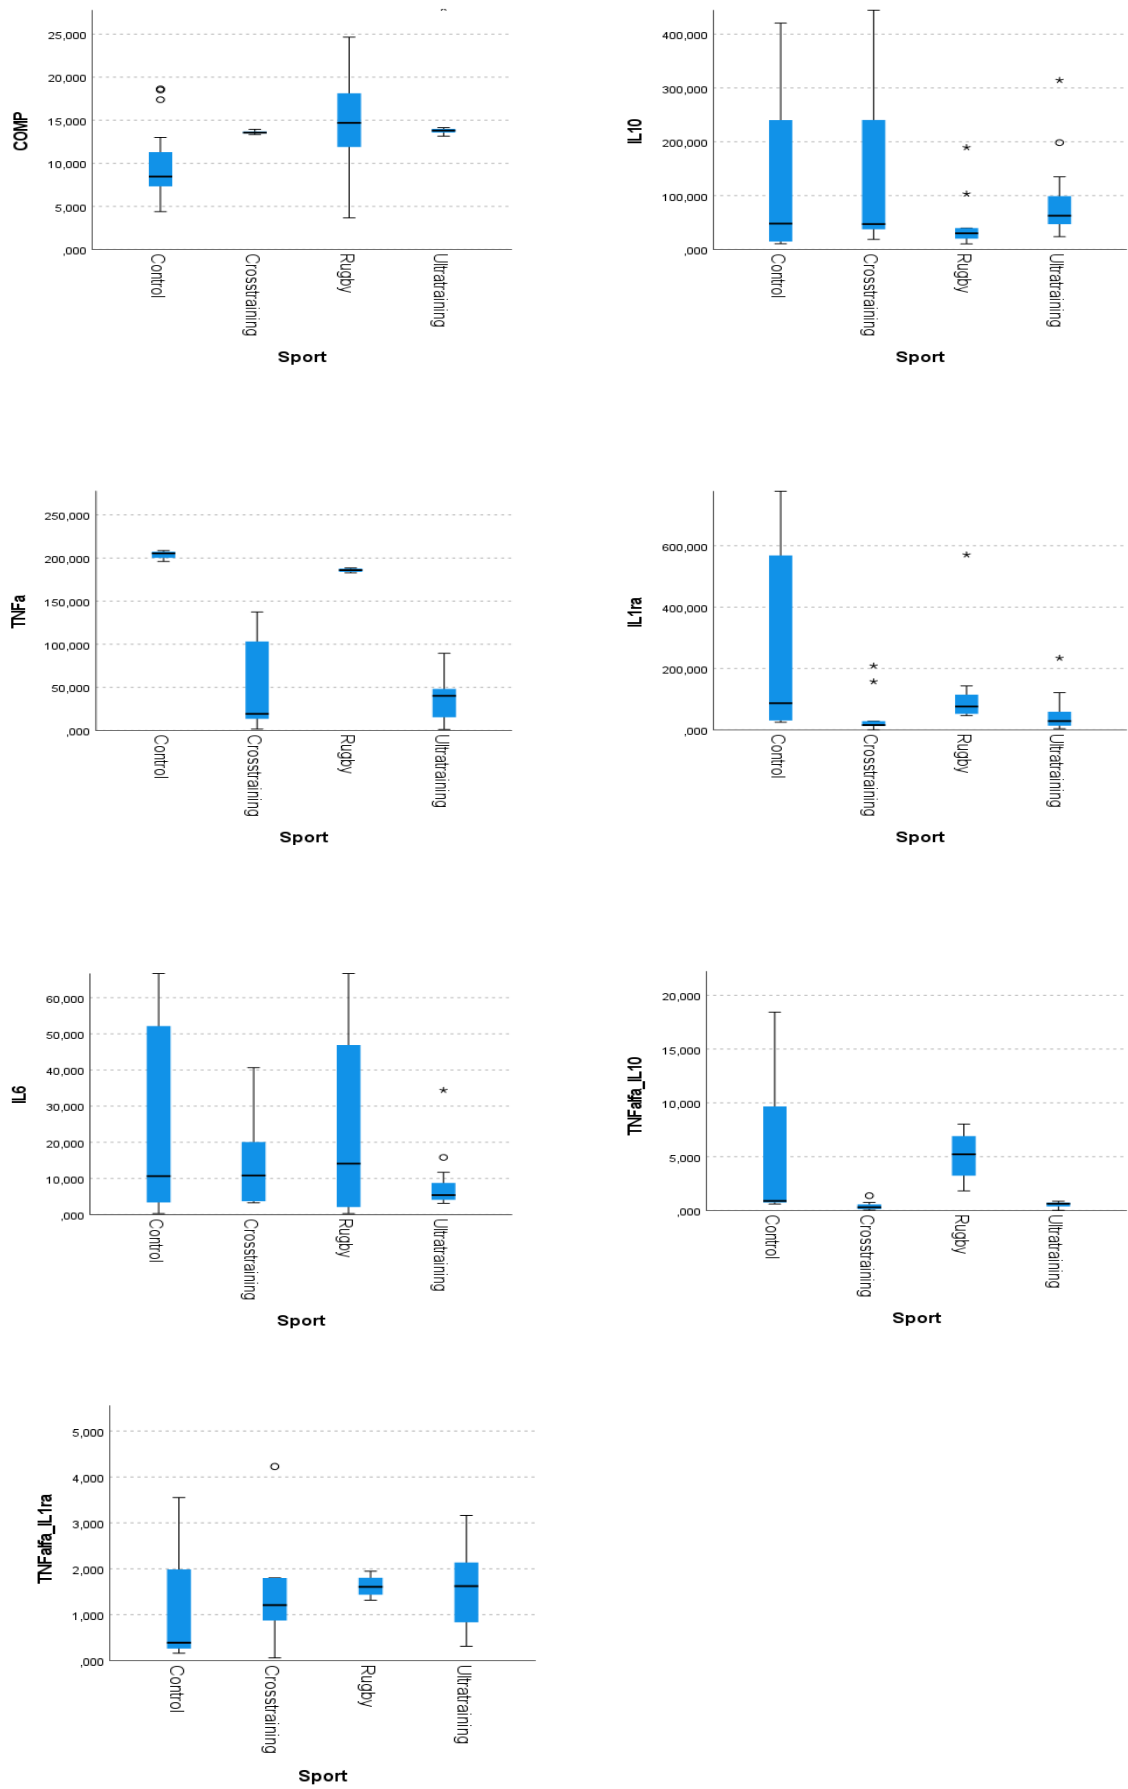 COMP
25,000
20,000
15,000
10,000
5,000
,000
Control
Crosstraining
Rugby
Ultratraining
Sport
IL10
400,000
300,000
200,000
100,000
,000
Control
Crosstraining
Rugby
Ultratraining
Sport
TNFa
250,000
200,000
150,000
100,000
50,000
,000
Control
Crosstraining
Rugby
Ultratraining
Sport
IL1ra
600,000
400,000
200,000
,000
Control
Crosstraining
Rugby
Ultratraining
Sport
IL6
60,000
50,000
40,000
30,000
20,000
10,000
,000
Control
Crosstraining
Rugby
Ultratraining
Sport
TNFalfa_IL10
20,000
15,000
10,000
5,000
,000
Control
Crosstraining
Rugby
Ultratraining
Sport
TNFalfa_IL1ra
5,000
4,000
3,000
2,000
1,000
,000
Control
Crosstraining
Rugby
Ultratraining
Sport